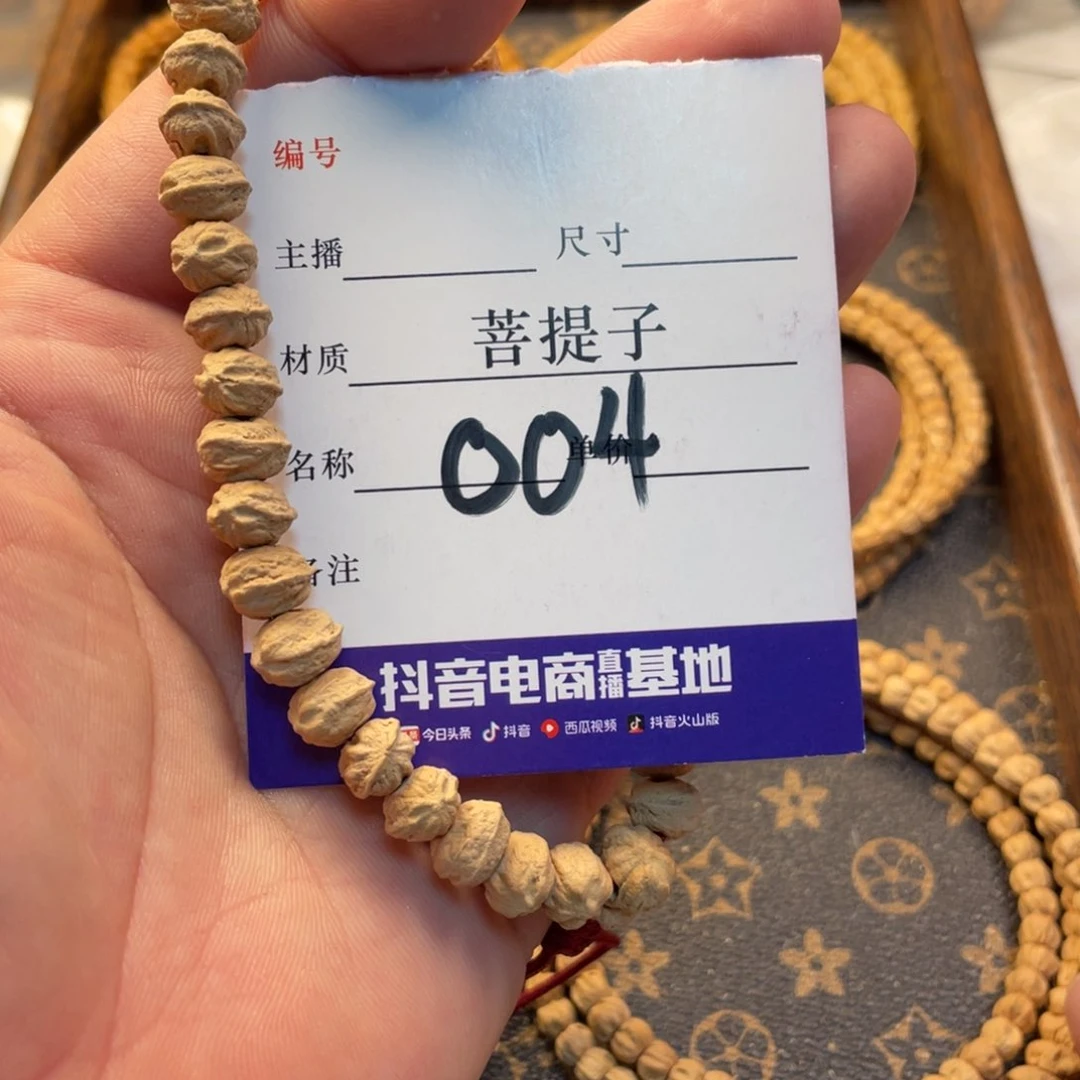 编号
主播 尺寸
材质 菩提子
名称 004 单价
备注
抖音电商直播基地
今日头条 抖音 西瓜视频 抖音火山版